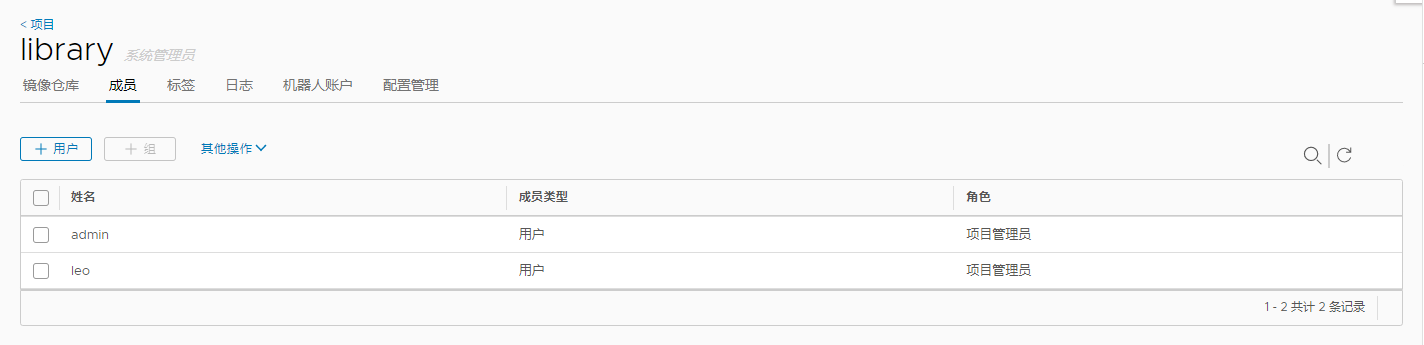 < 项目
library 系统管理员
镜像仓库 成员 标签 日志 机器人账户 配置管理
+ 用户 + 组 其他操作
姓名 成员类型 角色
admin 用户 项目管理员
leo 用户 项目管理员
1 - 2 共计 2 条记录